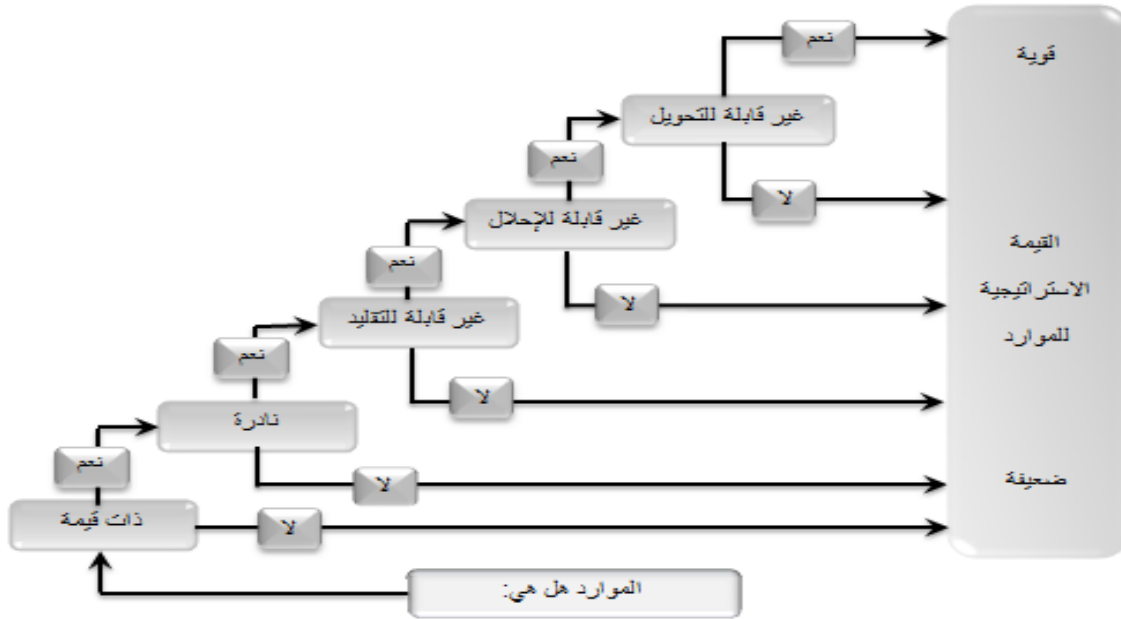 نعم
قوية
غير قابلة للتحويل
نعم
لا
غير قابلة للإحلال
القيمة
الاستراتيجية
للموارد
نعم
لا
غير قابلة للتقليد
نعم
لا
نادرة
نعم
لا
ضعيفة
ذات قيمة
لا
الموارد هل هي: